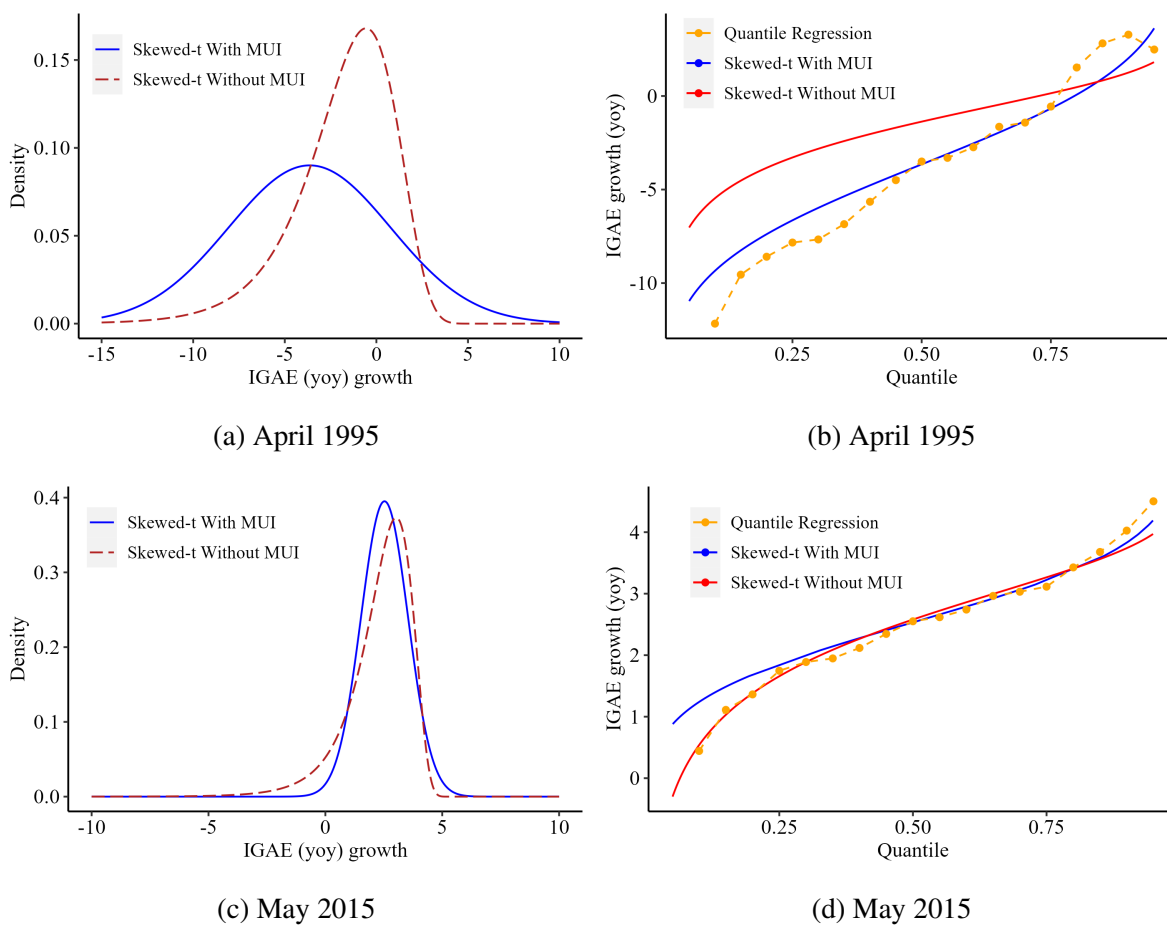 Skewed-t With MUI
Skewed-t Without MUI
Density
0.15
0.10
0.05
0.00
-15
-10
-5
0
5
10
IGAE (yoy) growth
(a) April 1995
Quantile Regression
Skewed-t With MUI
Skewed-t Without MUI
IGAE growth (yoy)
0
-5
-10
0.25
0.50
0.75
Quantile
(b) April 1995
Skewed-t With MUI
Skewed-t Without MUI
Density
0.4
0.3
0.2
0.1
0.0
-10
-5
0
5
10
IGAE (yoy) growth
(c) May 2015
Quantile Regression
Skewed-t With MUI
Skewed-t Without MUI
IGAE growth (yoy)
4
3
2
1
0
0.25
0.50
0.75
Quantile
(d) May 2015